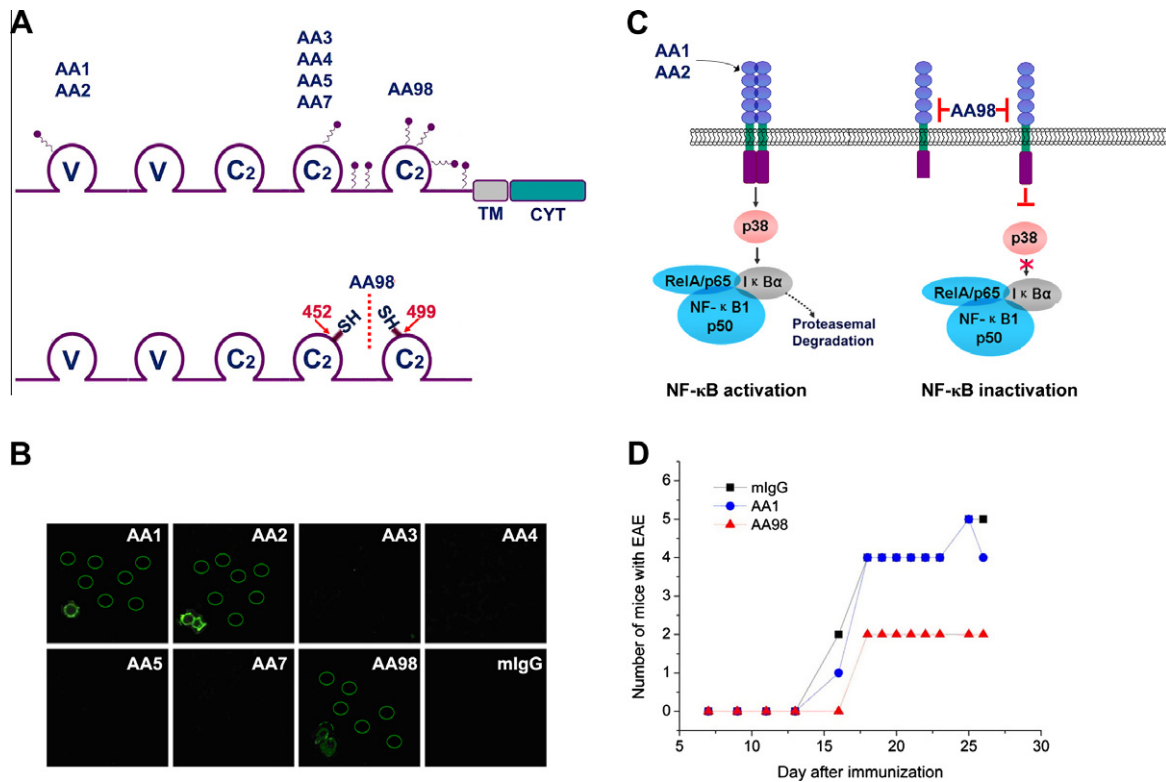 A
AA1
AA2
AA3
AA4
AA5
AA7
AA98
V
V
C2
C2
C2
TM
CYT
AA98
452
SH
SH
499
V
V
C2
C2
C2
B
AA1
AA2
AA3
AA4
AA5
AA7
AA98
mIgG
C
AA1
AA2
AA98
p38
RelA/p65
I κ Bα
NF- κ B1
p50
Proteasemal
Degradation
NF-κB activation
p38
RelA/p65
I κ Bα
NF- κ B1
p50
NF-κB inactivation
D
mIgG
AA1
AA98
Number of mice with EAE
6
5
4
3
2
1
0
5 10 15 20 25 30
Day after immunization